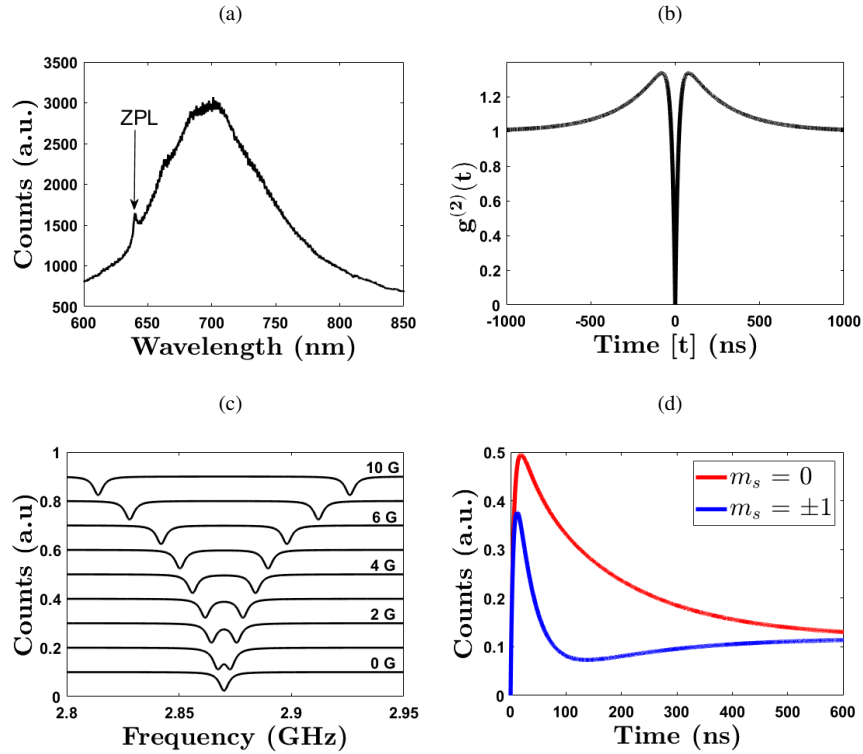 (a)
ZPL
Counts (a.u.)
3500
3000
2500
2000
1500
1000
500
600
650
700
750
800
850
Wavelength (nm)
(b)
g(2)(t)
1.2
1
0.8
0.6
0.4
0.2
0
-1000
-500
0
500
1000
Time [t] (ns)
(c)
Counts (a.u)
1
0.8
0.6
0.4
0.2
0
10 G
6 G
4 G
2 G
0 G
2.8
2.85
2.9
2.95
Frequency (GHz)
(d)
Counts (a.u.)
0.5
0.4
0.3
0.2
0.1
0
mₛ = 0
mₛ = ±1
0
100
200
300
400
500
600
Time (ns)